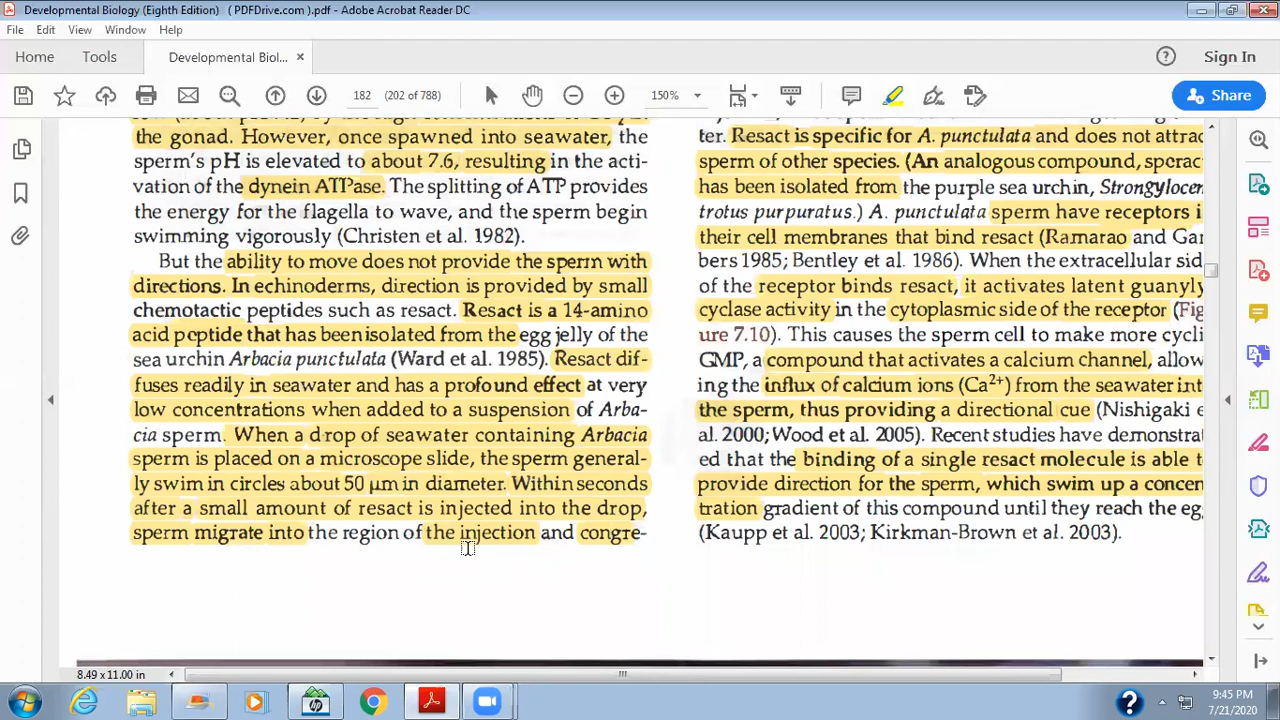 Developmental Biology (Eighth Edition) ( PDFDrive.com ).pdf - Adobe Acrobat Reader DC
File Edit View Window Help
Home Tools Developmental Biol... × Sign In
182 (202 of 788) 150% Share
the gonad. However, once spawned into seawater, the
sperm's pH is elevated to about 7.6, resulting in the acti-
vation of the dynein ATPase. The splitting of ATP provides
the energy for the flagella to wave, and the sperm begin
swimming vigorously (Christen et al. 1982).
But the ability to move does not provide the sperm with
directions. In echinoderms, direction is provided by small
chemotactic peptides such as resact. Resact is a 14-amino
acid peptide that has been isolated from the egg jelly of the
sea urchin Arbacia punctulata (Ward et al. 1985). Resact dif-
fuses readily in seawater and has a profound effect at very
low concentrations when added to a suspension of Arba-
cia sperm. When a drop of seawater containing Arbacia
sperm is placed on a microscope slide, the sperm general-
ly swim in circles about 50 μm in diameter. Within seconds
after a small amount of resact is injected into the drop,
sperm migrate into the region of the injection and congre-
ter. Resact is specific for A. punctulata and does not attrac
sperm of other species. (An analogous compound, sperac
has been isolated from the purple sea urchin, Strongylocen
trotus purpuratus.) A. punctulata sperm have receptors i
their cell membranes that bind resact (Ramarao and Gar
bers 1985; Bentley et al. 1986). When the extracellular sid
of the receptor binds resact, it activates latent guanyly
cyclase activity in the cytoplasmic side of the receptor (Fig
ure 7.10). This causes the sperm cell to make more cycli
GMP, a compound that activates a calcium channel, allow
ing the influx of calcium ions (Ca2+) from the seawater int
the sperm, thus providing a directional cue (Nishigaki e
al. 2000; Wood et al. 2005). Recent studies have demonstrat
ed that the binding of a single resact molecule is able t
provide direction for the sperm, which swim up a concen
tration gradient of this compound until they reach the eg
(Kaupp et al. 2003; Kirkman-Brown et al. 2003).
8.49 x 11.00 in
9:45 PM
7/21/2020